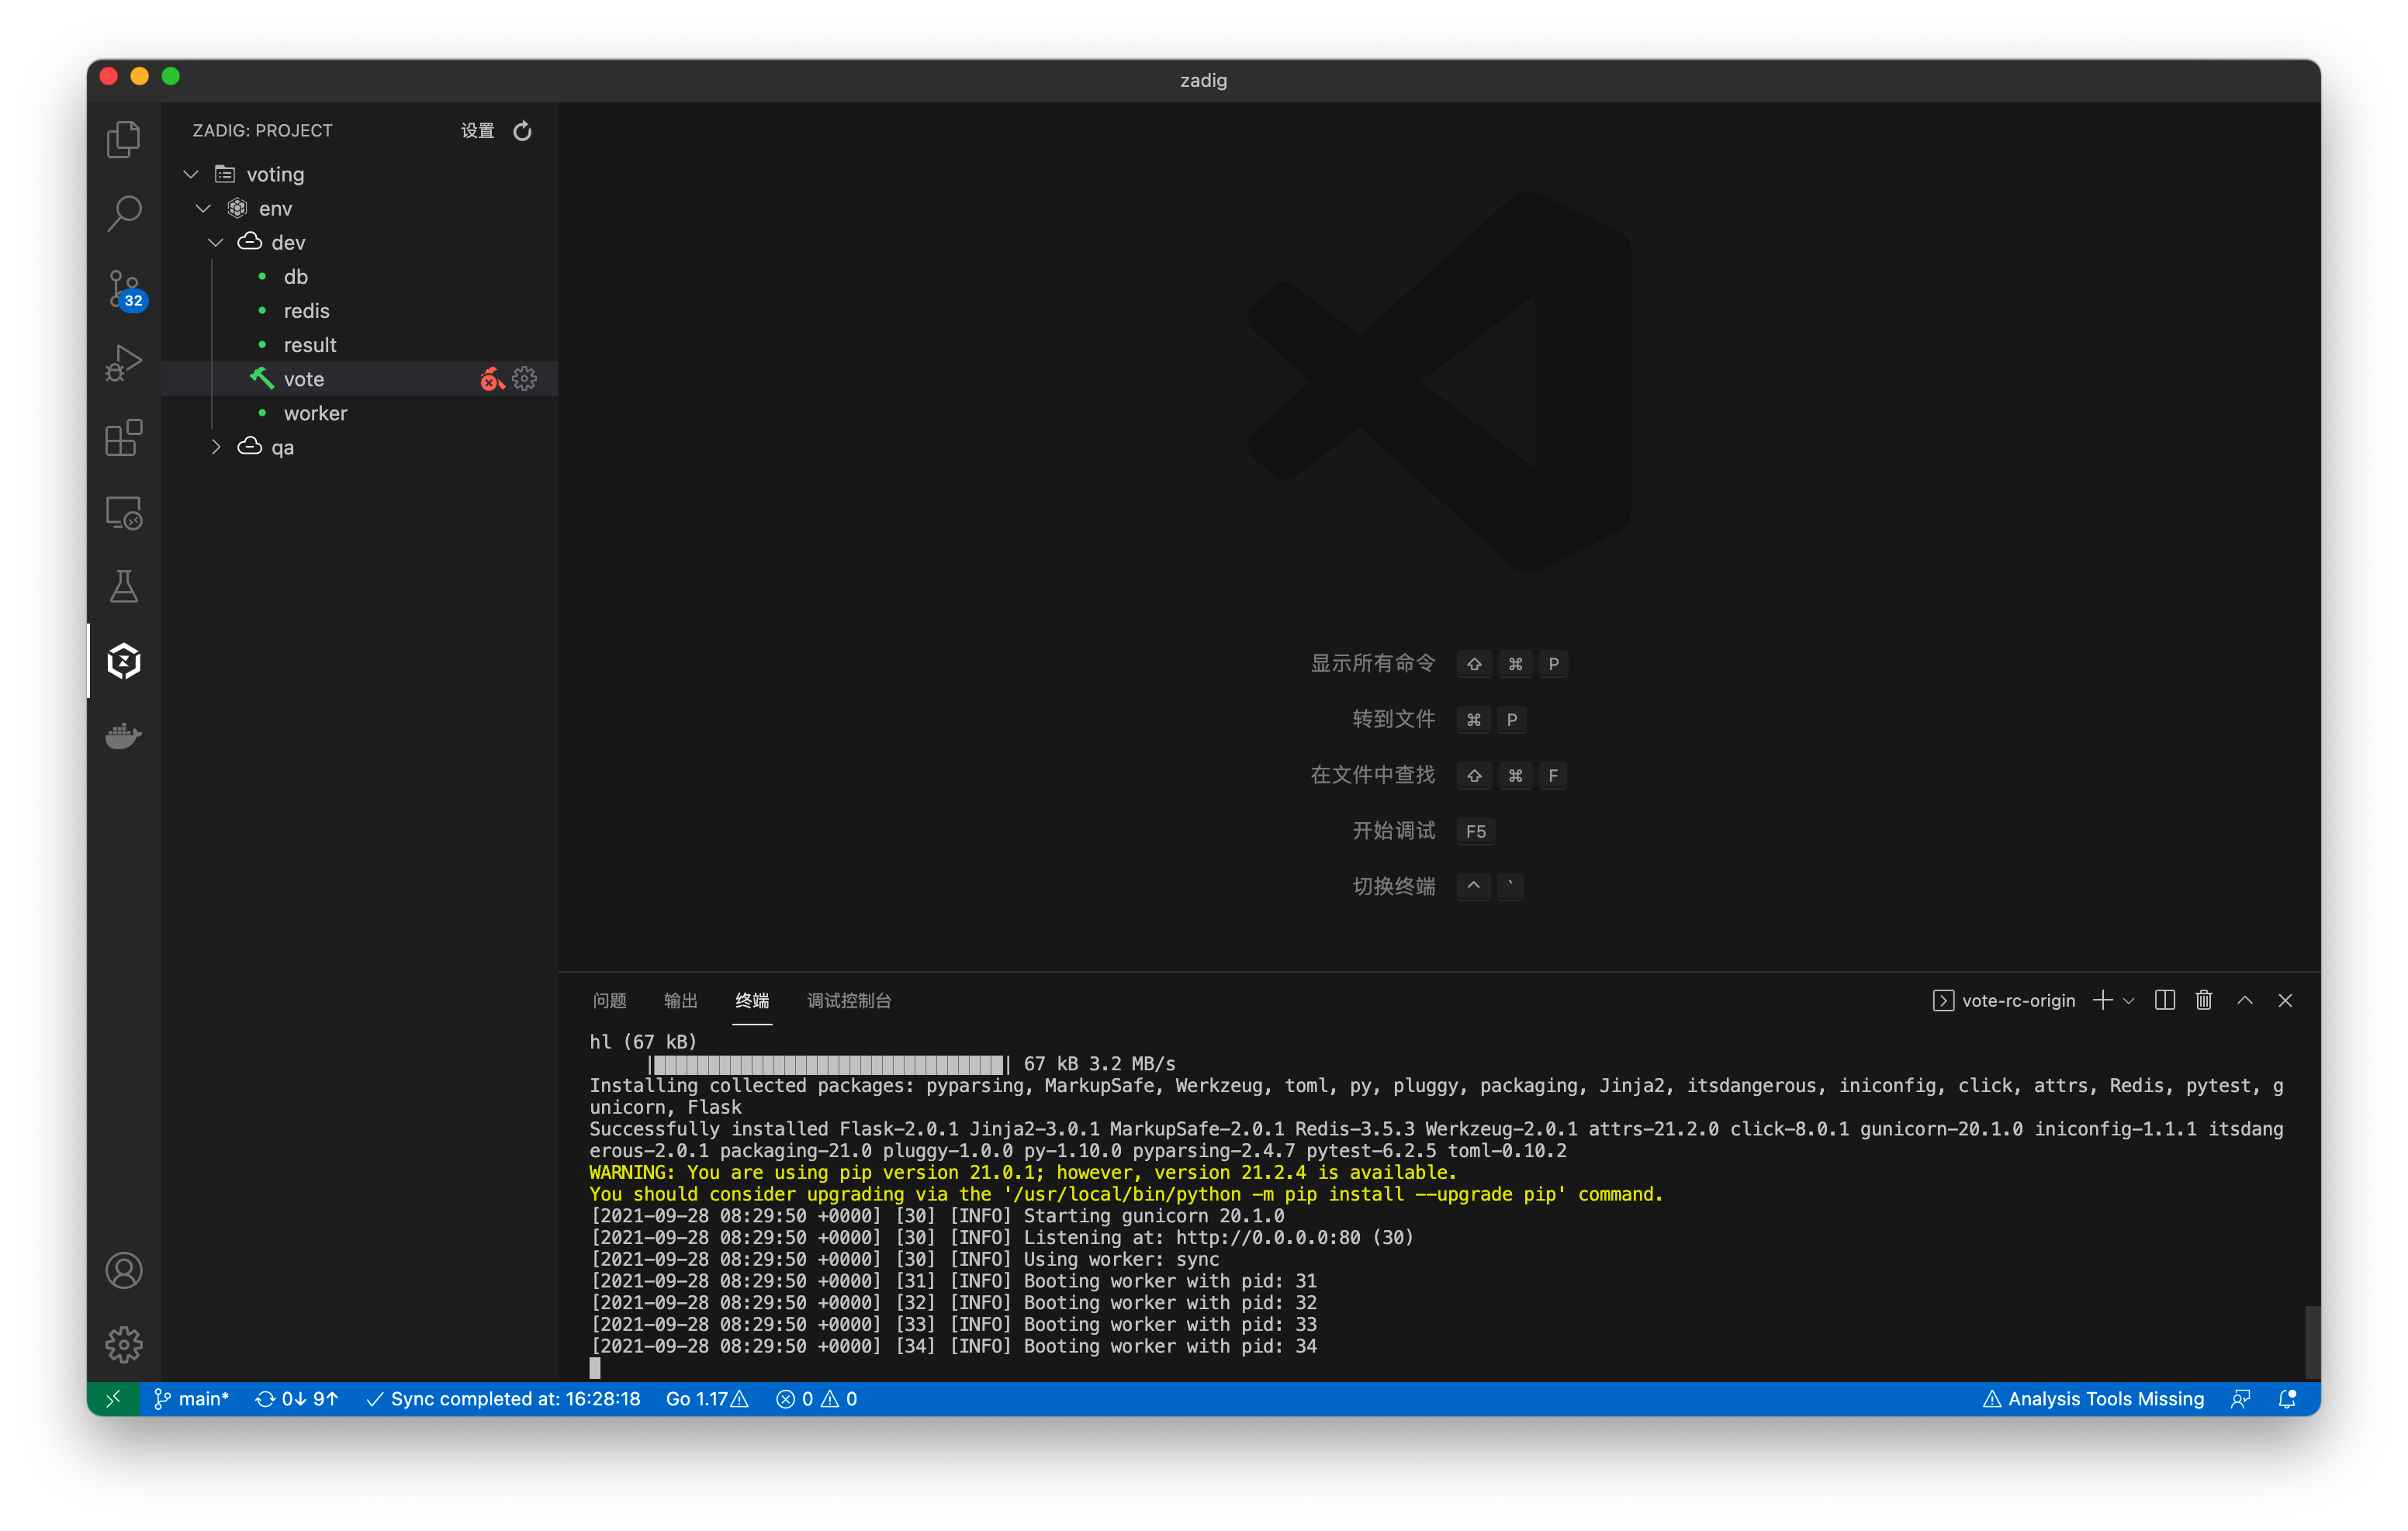 zadig
ZADIG: PROJECT
设置
voting
env
dev
db
redis
result
vote
worker
qa
32
显示所有命令 ⇧ ⌘ P
转到文件 ⌘ P
在文件中查找 ⇧ ⌘ F
开始调试 F5
切换终端 ^ `
问题 输出 终端 调试控制台
vote-rc-origin
hl (67 kB)
67 kB 3.2 MB/s
Installing collected packages: pyparsing, MarkupSafe, Werkzeug, toml, py, pluggy, packaging, Jinja2, itsdangerous, iniconfig, click, attrs, Redis, pytest, g
unicorn, Flask
Successfully installed Flask-2.0.1 Jinja2-3.0.1 MarkupSafe-2.0.1 Redis-3.5.3 Werkzeug-2.0.1 attrs-21.2.0 click-8.0.1 gunicorn-20.1.0 iniconfig-1.1.1 itsdang
erous-2.0.1 packaging-21.0 pluggy-1.0.0 py-1.10.0 pyparsing-2.4.7 pytest-6.2.5 toml-0.10.2
WARNING: You are using pip version 21.0.1; however, version 21.2.4 is available.
You should consider upgrading via the '/usr/local/bin/python -m pip install --upgrade pip' command.
[2021-09-28 08:29:50 +0000] [30] [INFO] Starting gunicorn 20.1.0
[2021-09-28 08:29:50 +0000] [30] [INFO] Listening at: http://0.0.0.0:80 (30)
[2021-09-28 08:29:50 +0000] [30] [INFO] Using worker: sync
[2021-09-28 08:29:50 +0000] [31] [INFO] Booting worker with pid: 31
[2021-09-28 08:29:50 +0000] [32] [INFO] Booting worker with pid: 32
[2021-09-28 08:29:50 +0000] [33] [INFO] Booting worker with pid: 33
[2021-09-28 08:29:50 +0000] [34] [INFO] Booting worker with pid: 34
main* 0↓ 9↑ Sync completed at: 16:28:18 Go 1.17 0 0 Analysis Tools Missing